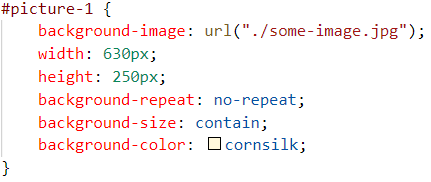 #picture-1 {
    background-image: url("./some-image.jpg");
    width: 630px;
    height: 250px;
    background-repeat: no-repeat;
    background-size: contain;
    background-color: cornsilk;
}